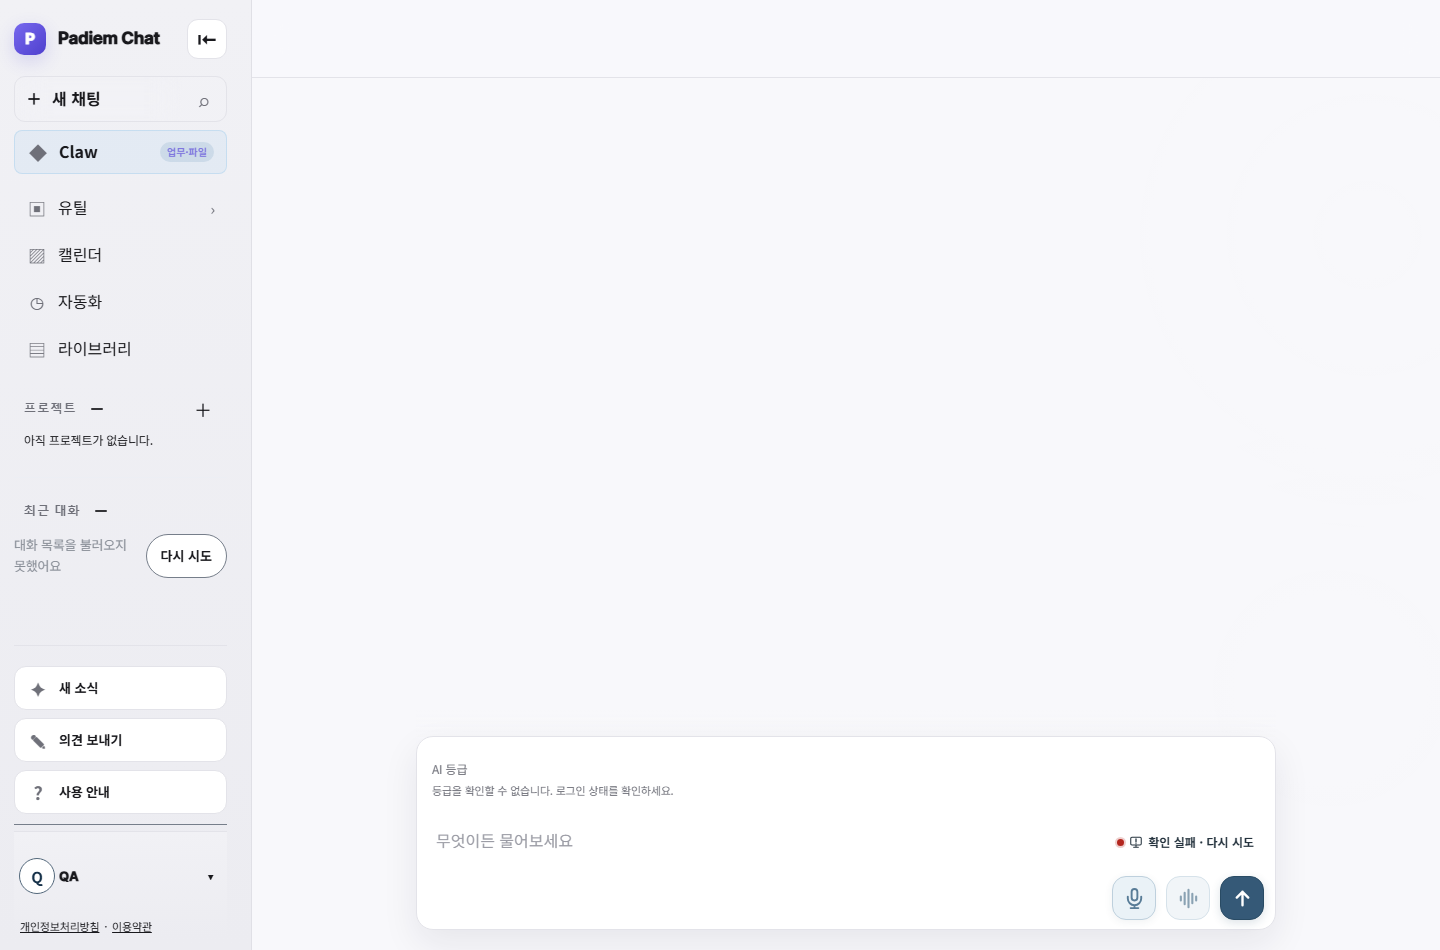 P Padiem Chat
+ 새 채팅
Claw 업무·파일
유틸
캘린더
자동화
라이브러리
프로젝트
아직 프로젝트가 없습니다.
최근 대화
대화 목록을 불러오지
못했어요
다시 시도
새 소식
의견 보내기
? 사용 안내
Q QA
개인정보처리방침 · 이용약관
AI 등급
등급을 확인할 수 없습니다. 로그인 상태를 확인하세요.
무엇이든 물어보세요
확인 실패 · 다시 시도